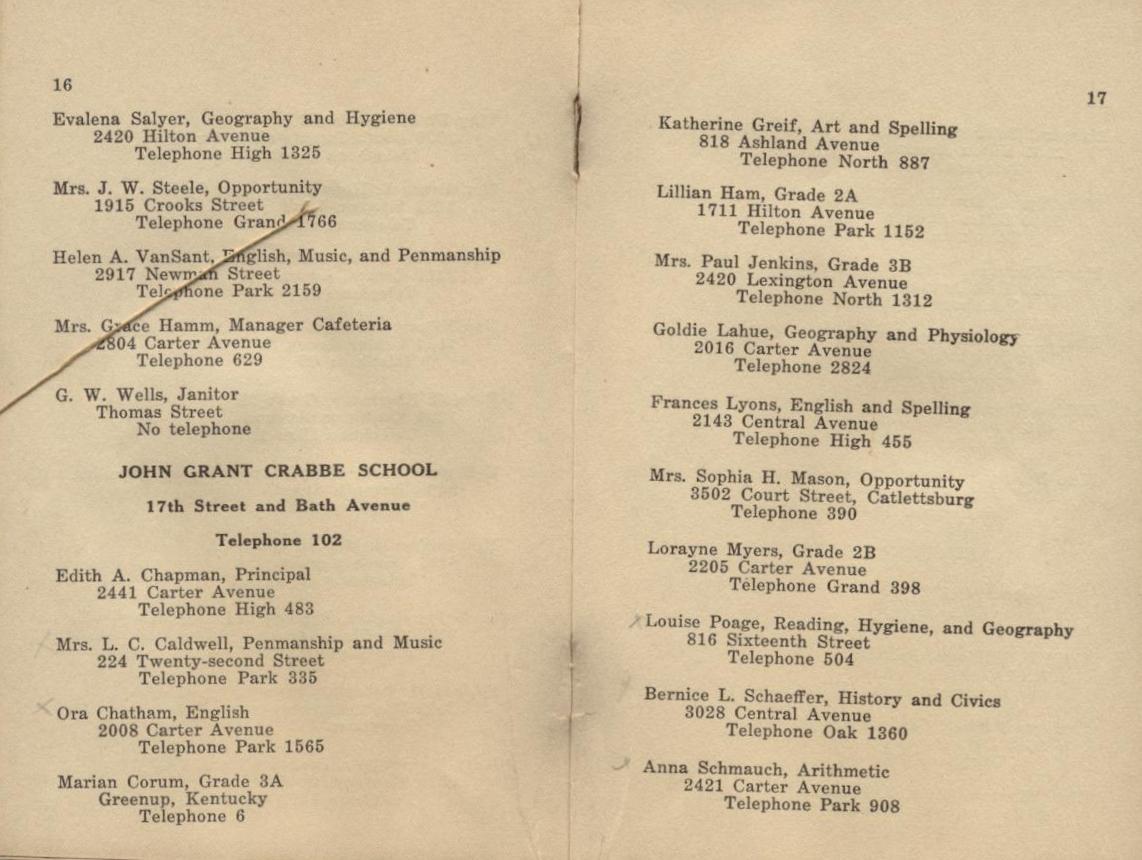 16
Evalena Salyer, Geography and Hygiene
2420 Hilton Avenue
Telephone High 1325
Mrs. J. W. Steele, Opportunity
1915 Crooks Street
Telephone Grand 1766
Helen A. VanSant, English, Music, and Penmanship
2917 Newman Street
Telephone Park 2159
Mrs. Grace Hamm, Manager Cafeteria
2804 Carter Avenue
Telephone 629
G. W. Wells, Janitor
Thomas Street
No telephone
JOHN GRANT CRABBE SCHOOL
17th Street and Bath Avenue
Telephone 102
Edith A. Chapman, Principal
2441 Carter Avenue
Telephone High 483
Mrs. L. C. Caldwell, Penmanship and Music
224 Twenty-second Street
Telephone Park 335
Ora Chatham, English
2008 Carter Avenue
Telephone Park 1565
Marian Corum, Grade 3A
Greenup, Kentucky
Telephone 6
17
Katherine Greif, Art and Spelling
818 Ashland Avenue
Telephone North 887
Lillian Ham, Grade 2A
1711 Hilton Avenue
Telephone Park 1152
Mrs. Paul Jenkins, Grade 3B
2420 Lexington Avenue
Telephone North 1312
Goldie Lahue, Geography and Physiology
2016 Carter Avenue
Telephone 2824
Frances Lyons, English and Spelling
2143 Central Avenue
Telephone High 455
Mrs. Sophia H. Mason, Opportunity
3502 Court Street, Catlettsburg
Telephone 390
Lorayne Myers, Grade 2B
2205 Carter Avenue
Telephone Grand 398
Louise Poage, Reading, Hygiene, and Geography
816 Sixteenth Street
Telephone 504
Bernice L. Schaeffer, History and Civics
3028 Central Avenue
Telephone Oak 1360
Anna Schmauch, Arithmetic
2421 Carter Avenue
Telephone Park 908